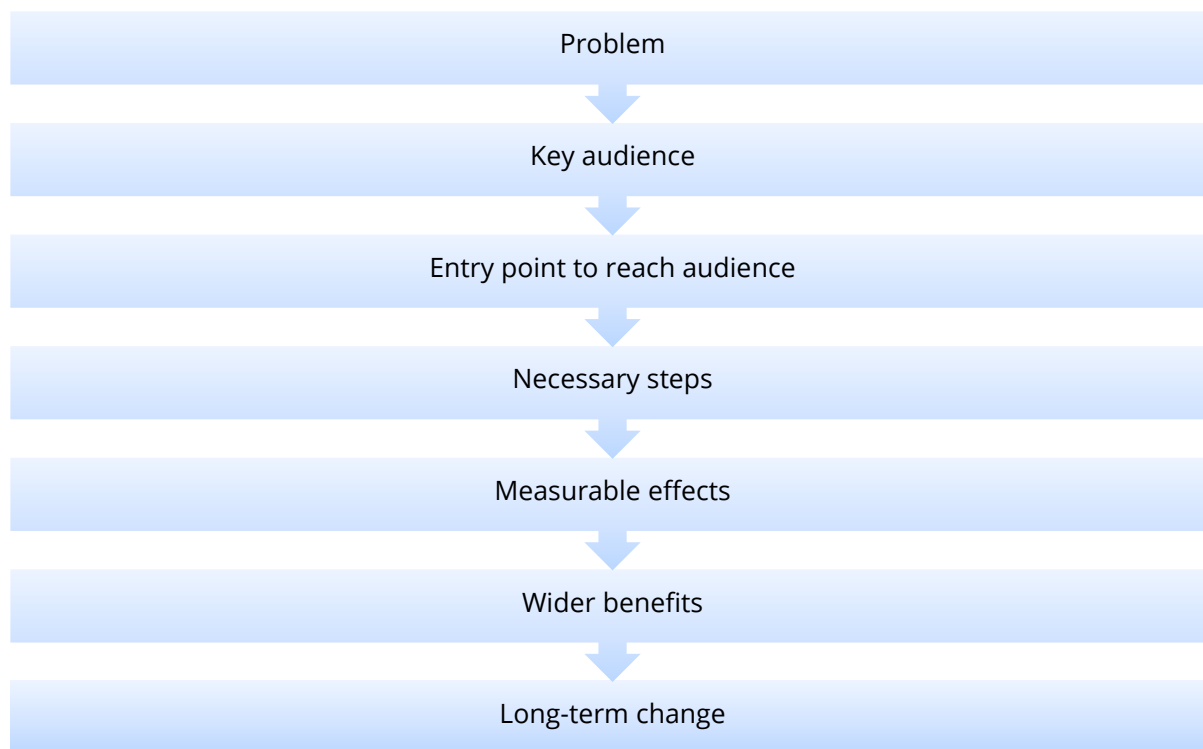 Problem
Key audience
Entry point to reach audience
Necessary steps
Measurable effects
Wider benefits
Long-term change